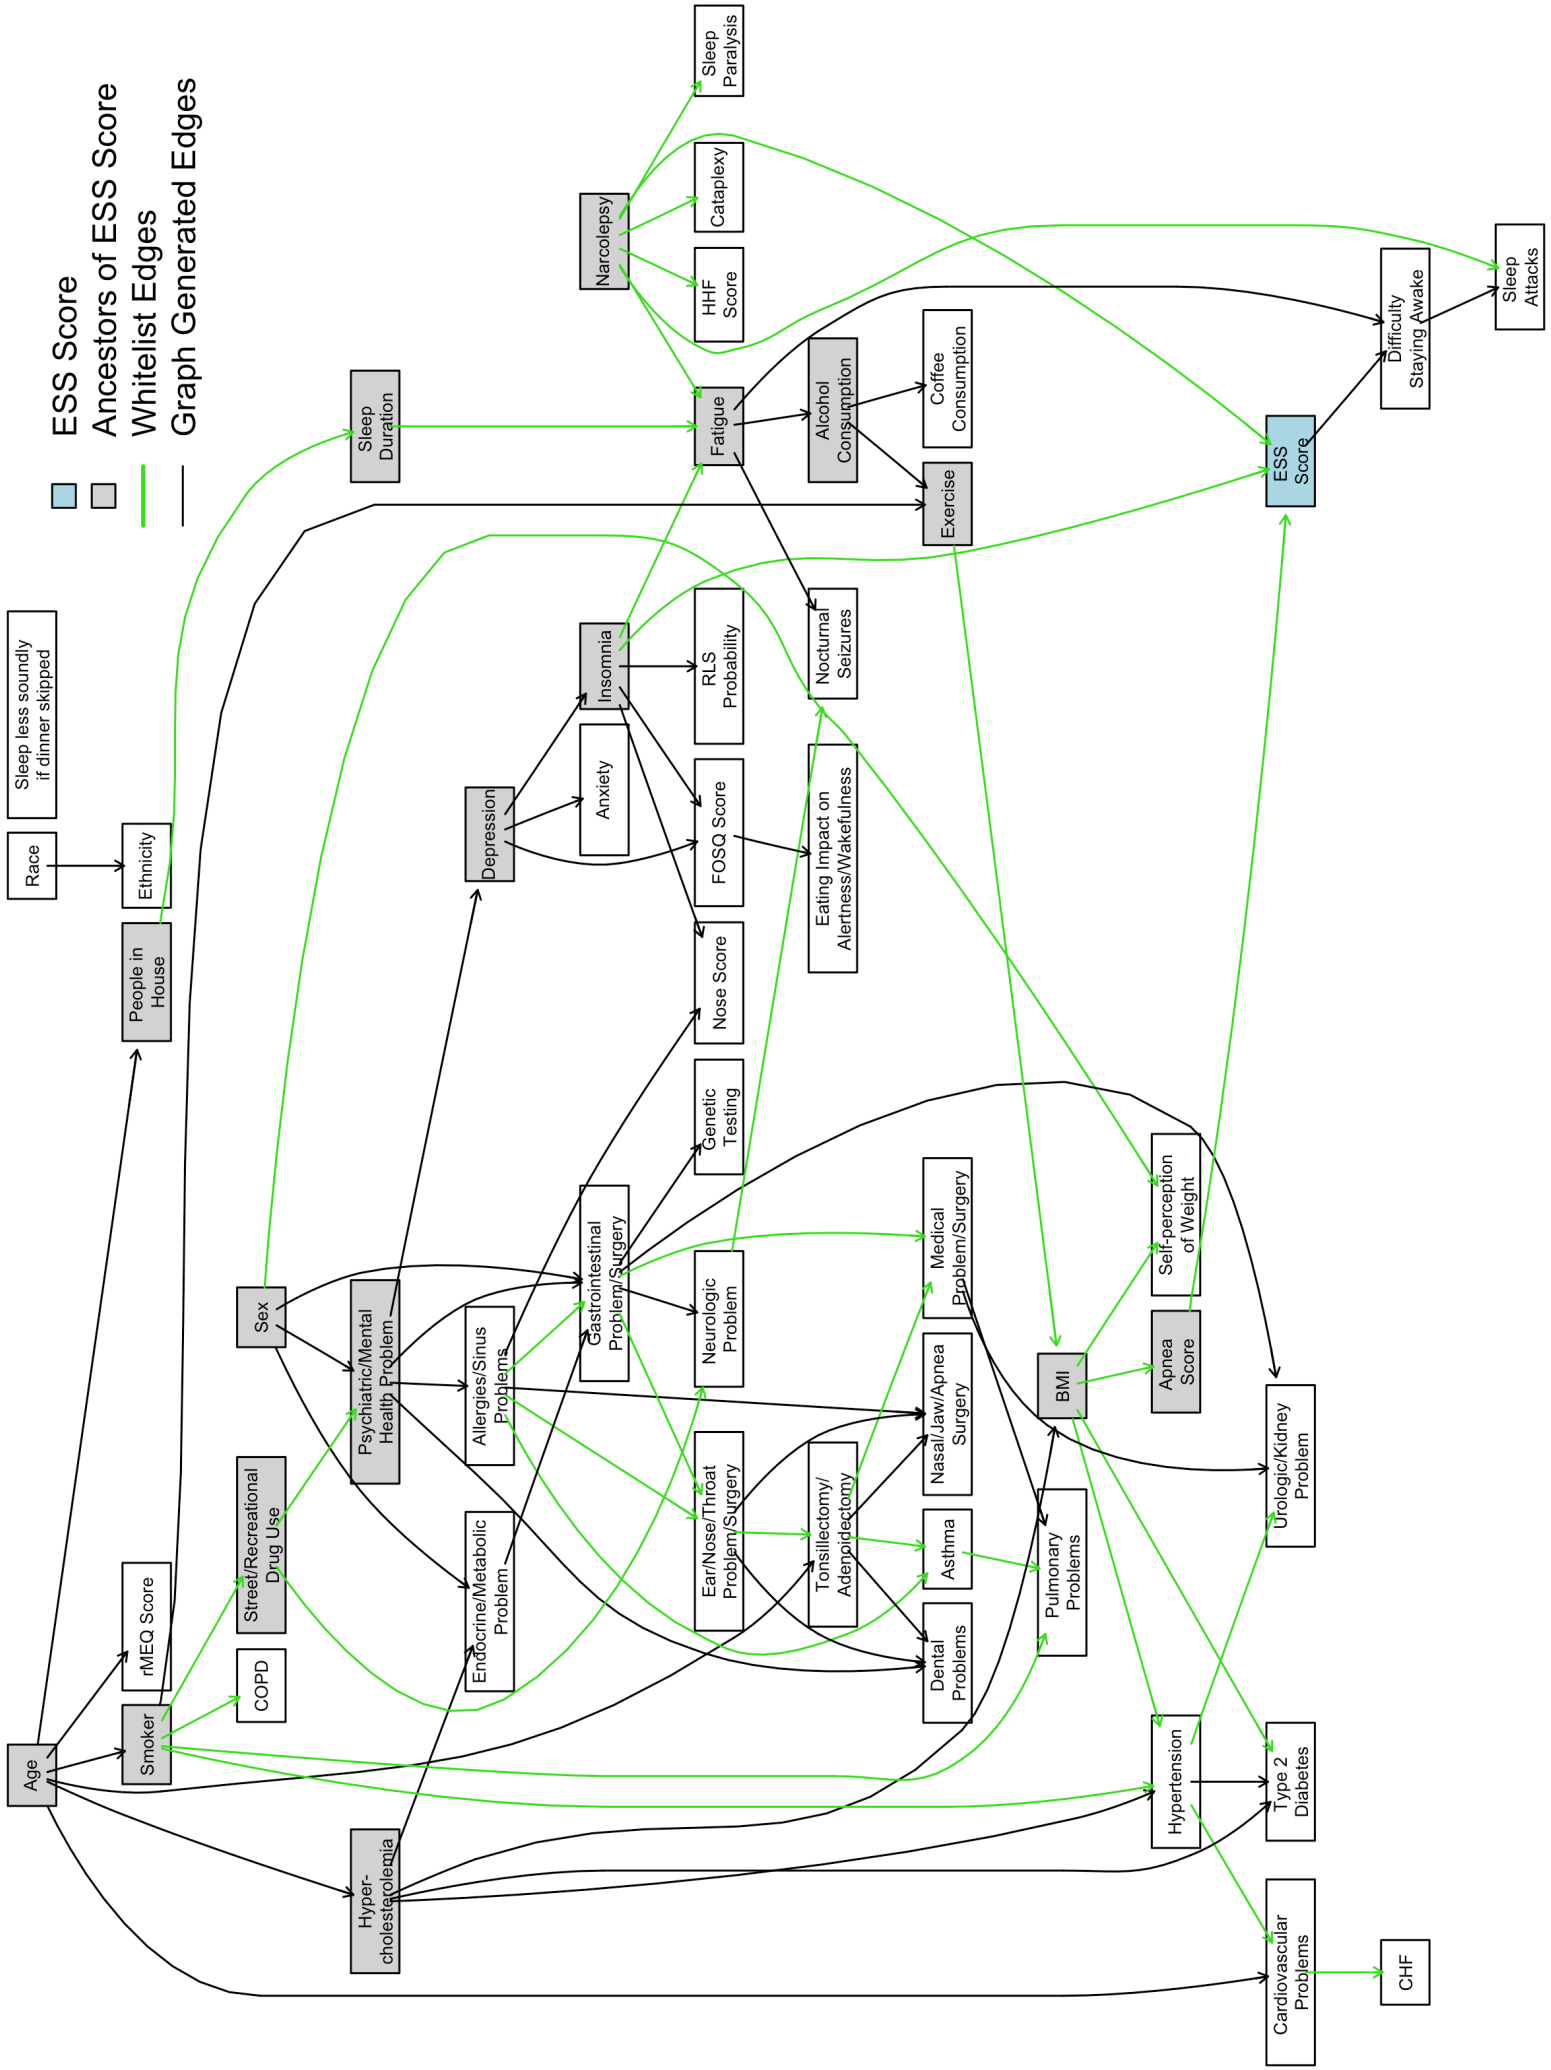 ESS Score
Ancestors of ESS Score
Whitelist Edges
Graph Generated Edges
Age
Race
Sleep less soundly
if dinner skipped
Smoker
rMEQ Score
People in
House
Ethnicity
COPD
Street/Recreational
Drug Use
Sex
Hyper-
cholesterolemia
Psychiatric/Mental
Health Problem
Sleep
Duration
Endocrine/Metabolic
Problem
Allergies/Sinus
Problems
Depression
Gastrointestinal
Problem/Surgery
Anxiety
Insomnia
Narcolepsy
Ear/Nose/Throat
Problem/Surgery
Neurologic
Problem
Genetic
Testing
Nose Score
FOSQ Score
RLS
Probability
Fatigue
HHF
Score
Cataplexy
Sleep
Paralysis
Tonsillectomy/
Adenoidectomy
Eating Impact on
Alertness/Wakefulness
Nocturnal
Seizures
Alcohol
Consumption
Dental
Problems
Asthma
Nasal/Jaw/Apnea
Surgery
Medical
Problem/Surgery
Exercise
Coffee
Consumption
Pulmonary
Problems
BMI
Hypertension
Apnea
Score
Self-perception
of Weight
Cardiovascular
Problems
Type 2
Diabetes
Urologic/Kidney
Problem
ESS
Score
CHF
Difficulty
Staying Awake
Sleep
Attacks